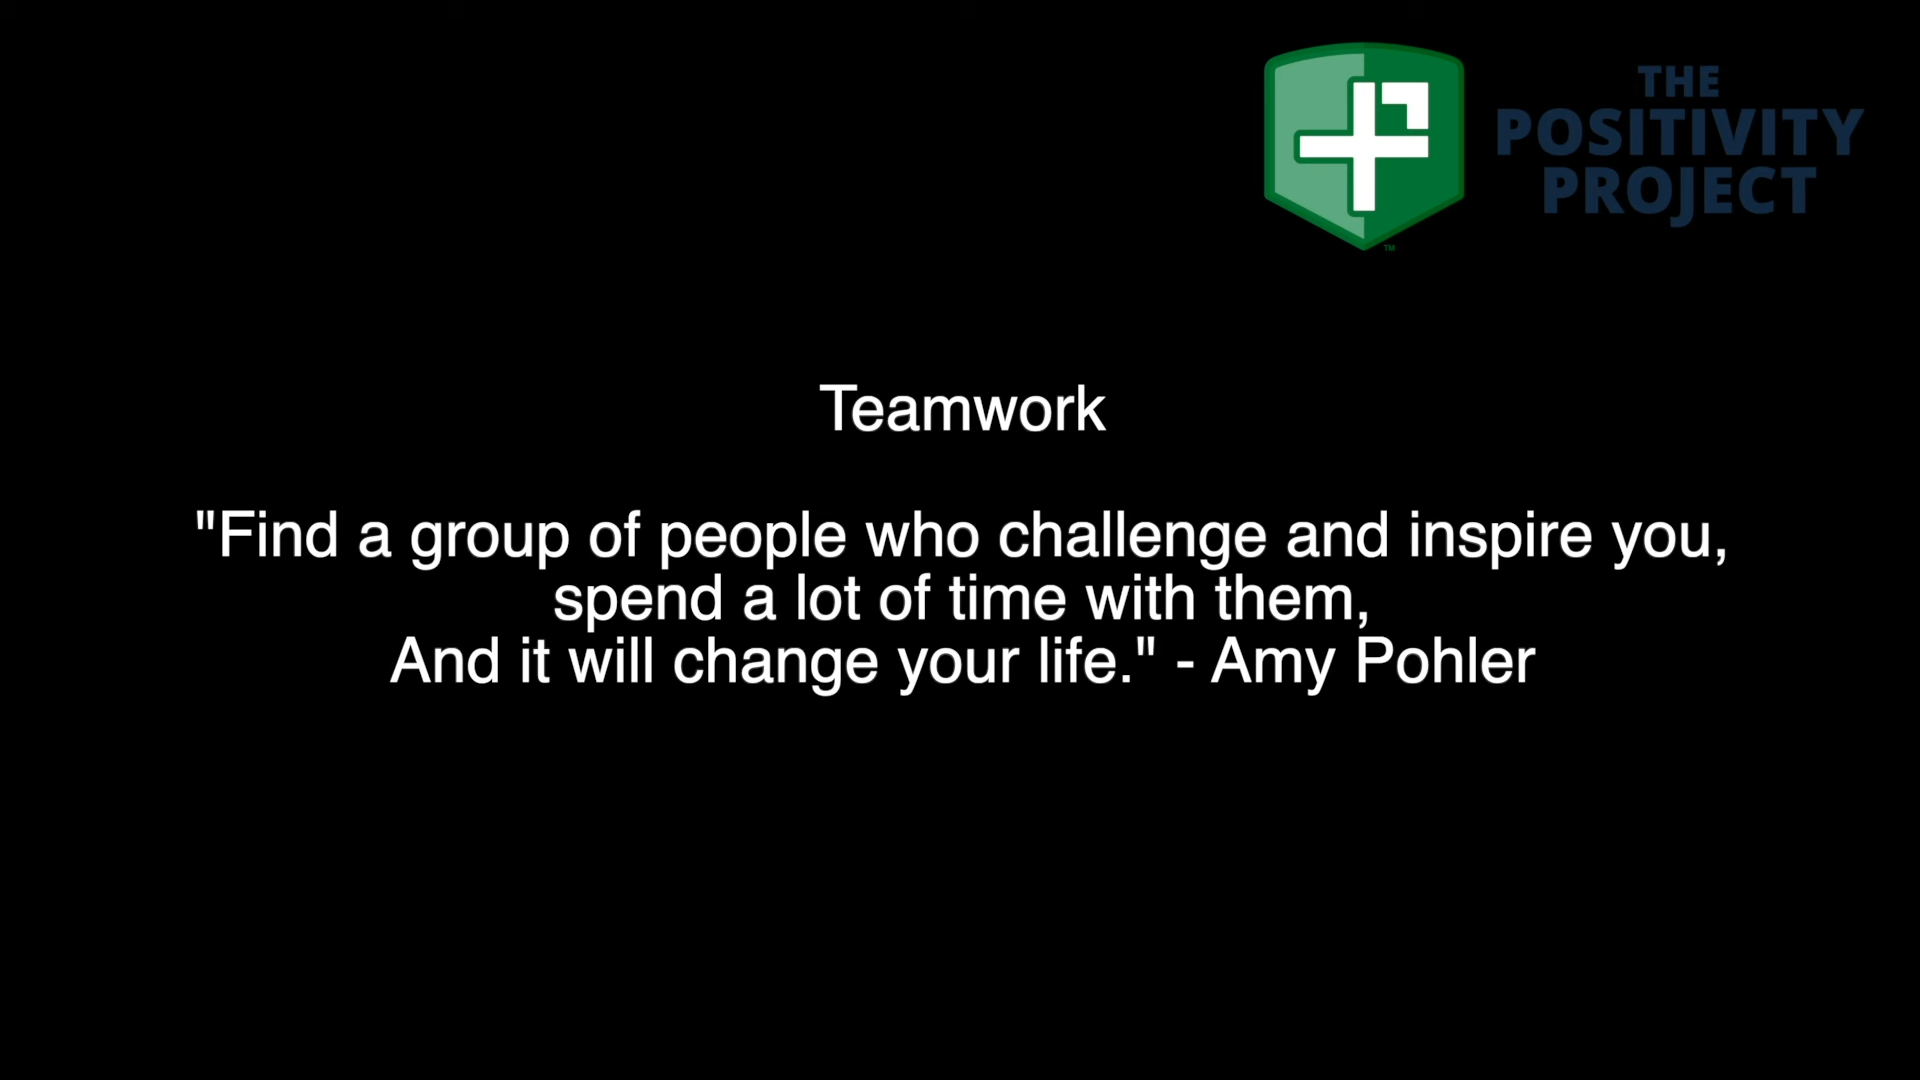 THE
POSITIVITY
PROJECT
TM
Teamwork
"Find a group of people who challenge and inspire you,
spend a lot of time with them,
And it will change your life." - Amy Pohler